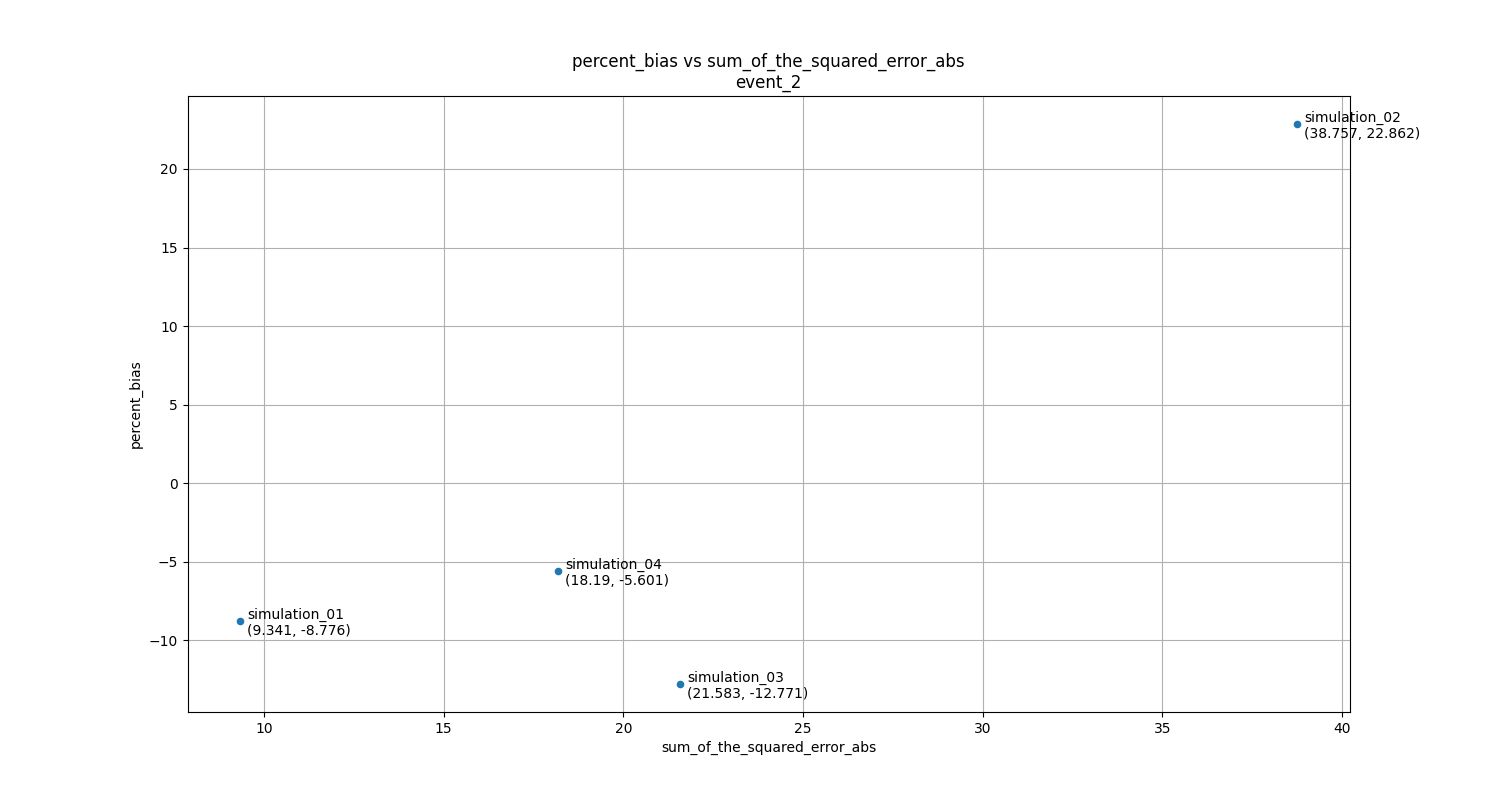 percent_bias vs sum_of_the_squared_error_abs
event_2
simulation_02
(38.757, 22.862)
20
15
10
5
0
−5
−10
percent_bias
simulation_04
(18.19, -5.601)
simulation_01
(9.341, -8.776)
simulation_03
(21.583, -12.771)
10 15 20 25 30 35 40
sum_of_the_squared_error_abs